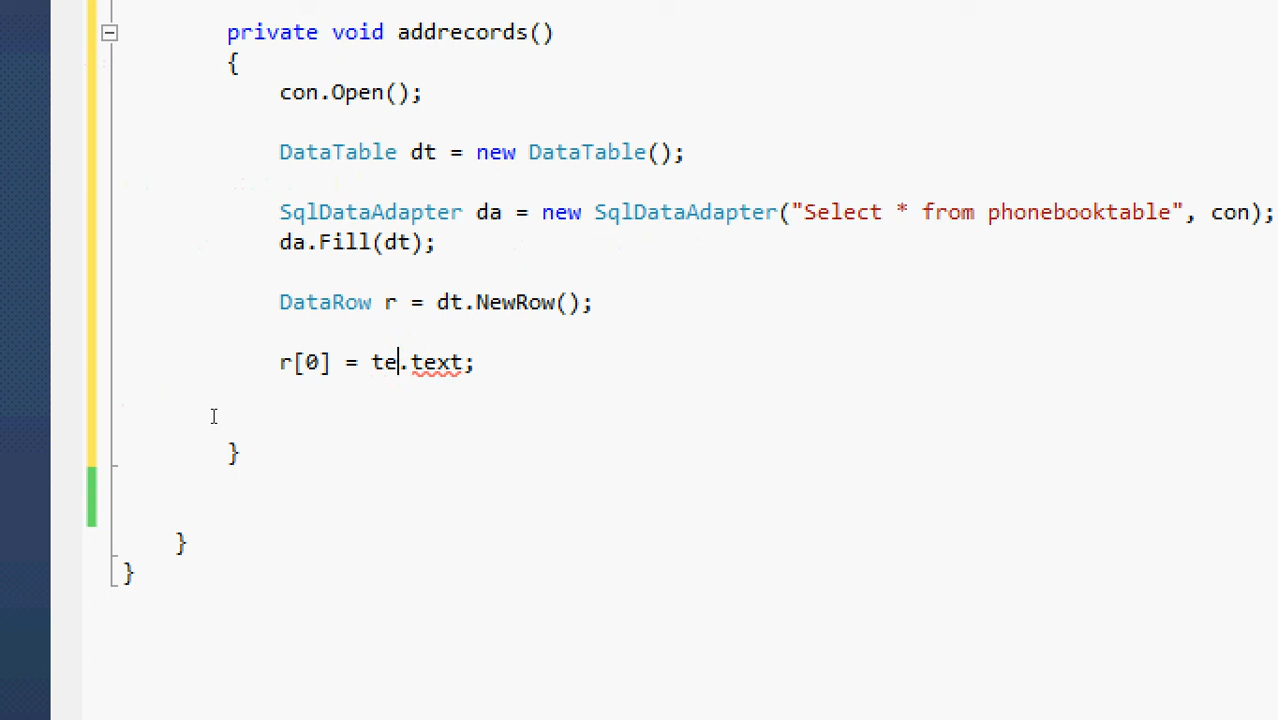 private void addrecords()
{
con.Open();
DataTable dt = new DataTable();
SqlDataAdapter da = new SqlDataAdapter("Select * from phonebooktable", con);
da.Fill(dt);
DataRow r = dt.NewRow();
r[0] = te.text;
}
}
}